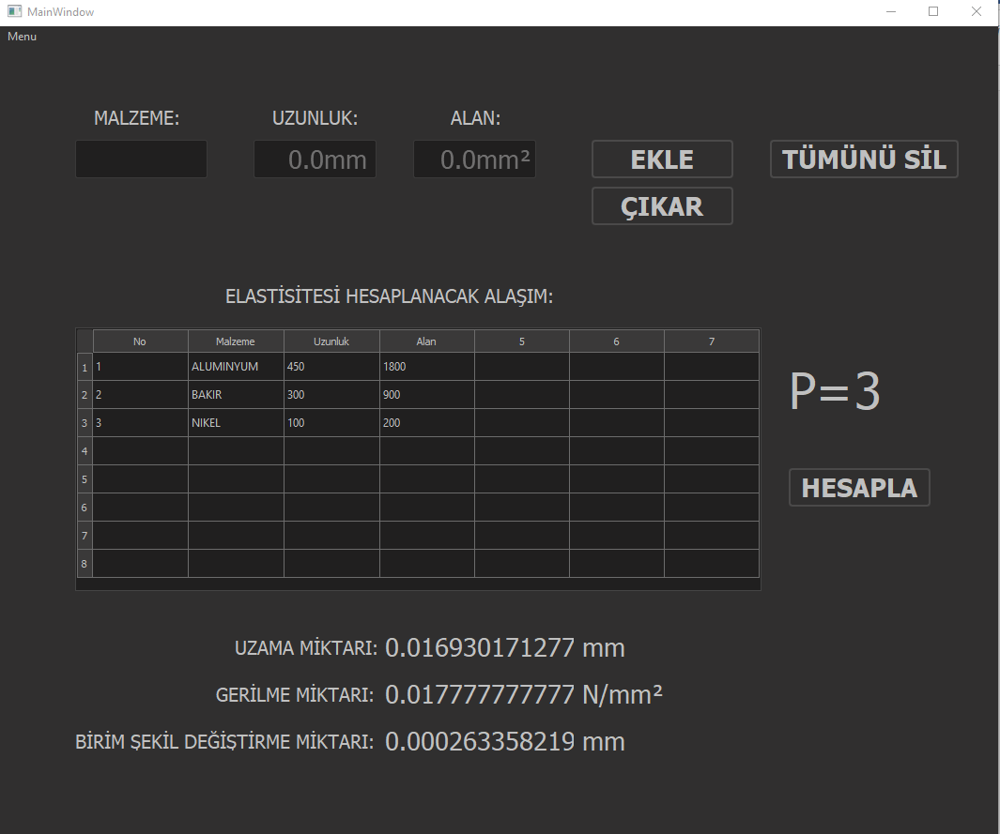 MainWindow
Menu
MALZEME: UZUNLUK: ALAN:
0.0mm 0.0mm² EKLE TÜMÜNÜ SİL
ÇIKAR
ELASTİSİTESİ HESAPLANACAK ALAŞIM:
No Malzeme Uzunluk Alan 5 6 7
1 1 ALUMINYUM 450 1800
2 2 BAKIR 300 900
3 3 NIKEL 100 200
4
5
6
7
8
P=3
HESAPLA
UZAMA MİKTARI: 0.016930171277 mm
GERİLME MİKTARI: 0.017777777777 N/mm²
BİRİM ŞEKİL DEĞİŞTİRME MİKTARI: 0.000263358219 mm